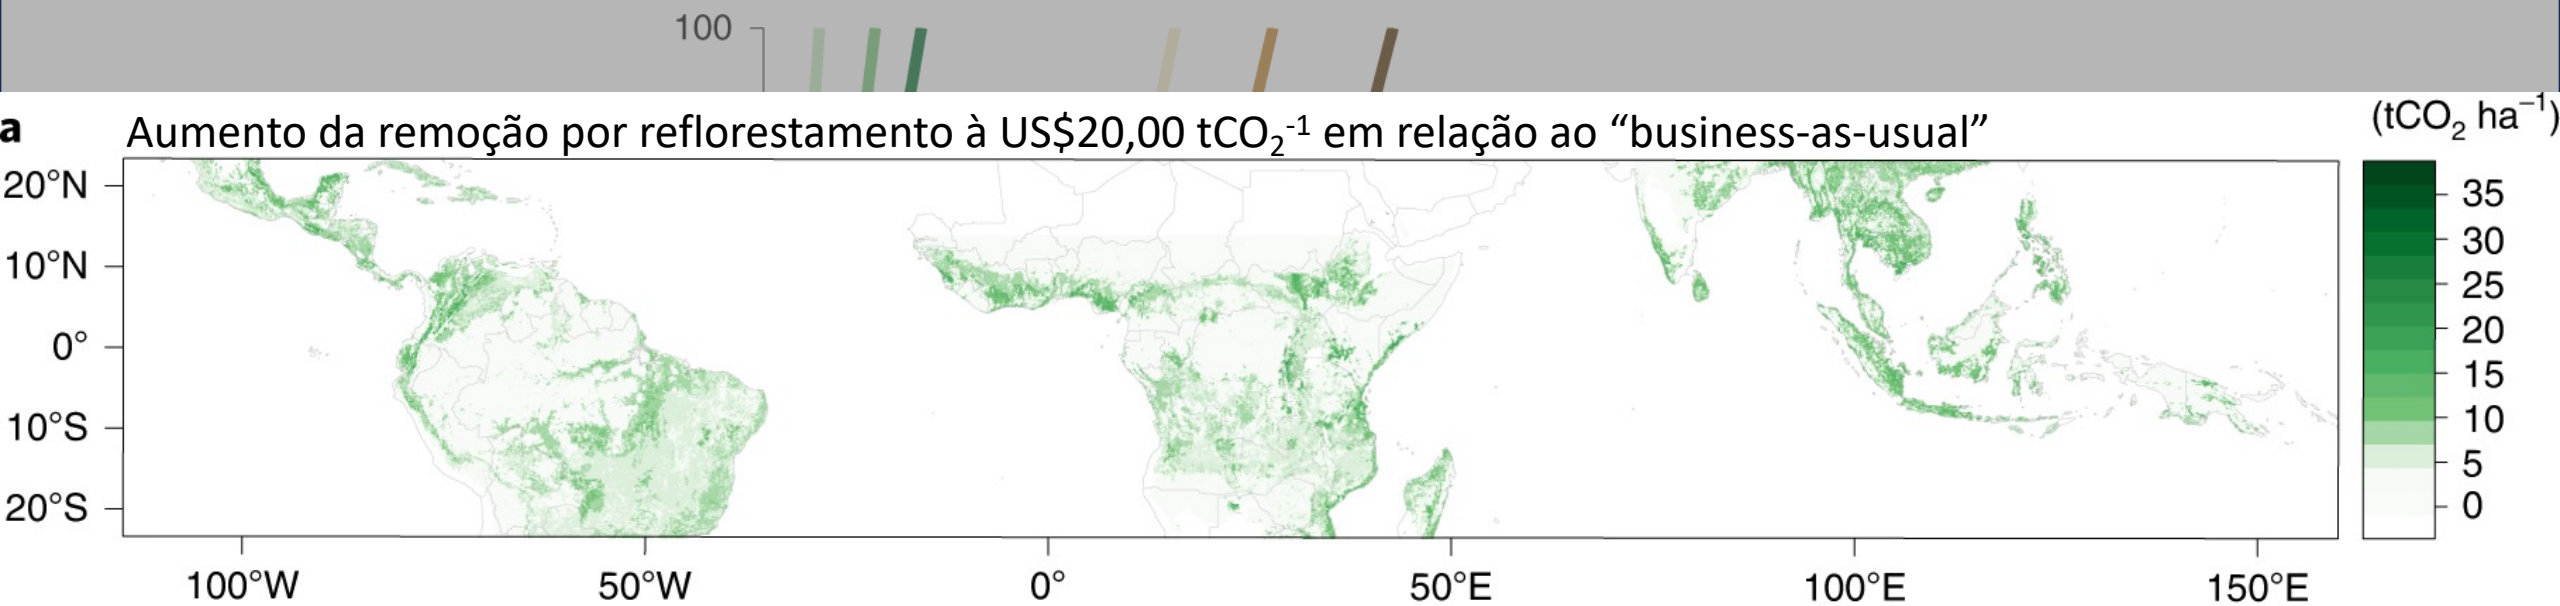 100
(tCO₂ ha⁻¹)
a Aumento da remoção por reflorestamento à US$20,00 tCO₂⁻¹ em relação ao “business-as-usual”
20°N
10°N
0°
10°S
20°S
35
30
25
20
15
10
5
0
100°W 50°W 0° 50°E 100°E 150°E